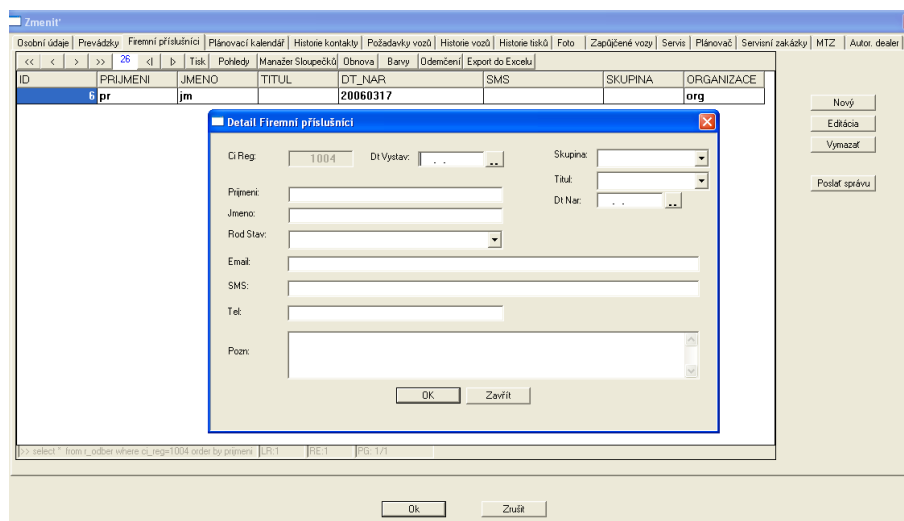 Zmeniť'
Osobní údaje Prevádzky Firemní příslušníci Plánovací kalendář Historie kontakty Požadavky vozů Historie vozů Historie tisků Foto Zapůjčené vozy Servis Plánovač Servisní zakázky MTZ Autor. dealer
<< < > >> 26 <| |> Tisk Pohledy Manažer Sloupečků Obnova Barvy Odemčení Export do Excelu
ID PRIJMENI JMENO TITUL DT_NAR SMS SKUPINA ORGANIZACE
6 pr jm 20060317 org
Nový
Editácia
Vymazať
Poslať správu
Detail Firemní příslušníci
Ci Reg: 1004 Dt Vystav: . . .. Skupina:
Titul:
Prijmeni: Dt Nar: . . ..
Jmeno:
Rod Stav:
Email:
SMS:
Tel:
Pozn:
OK Zavřít
>> select * from r_odber where ci_reg=1004 order by prijmeni LR:1 RE:1 PG: 1/1
Ok Zrušit